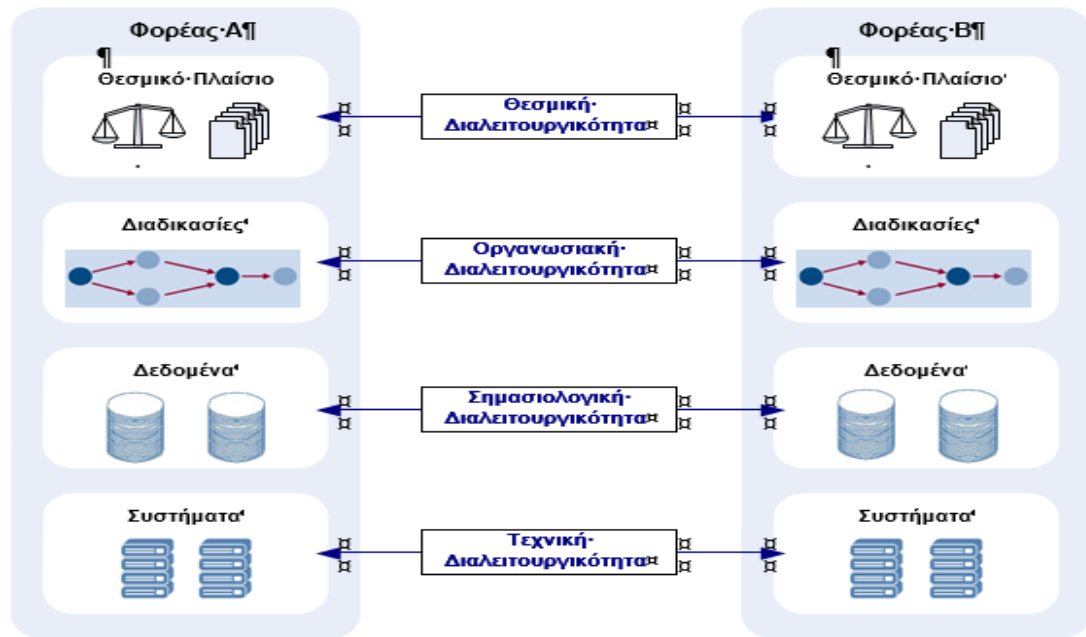 Φορέας·Α¶
¶
Θεσμικό·Πλαίσιο
Διαδικασίες
Δεδομένα
Συστήματα
Θεσμική·
Διαλειτουργικότητα¤
Οργανωσιακή·
Διαλειτουργικότητα¤
Σημασιολογική·
Διαλειτουργικότητα¤
Τεχνική·
Διαλειτουργικότητα¤
Φορέας·Β¶
¶
Θεσμικό·Πλαίσιο
Διαδικασίες
Δεδομένα
Συστήματα